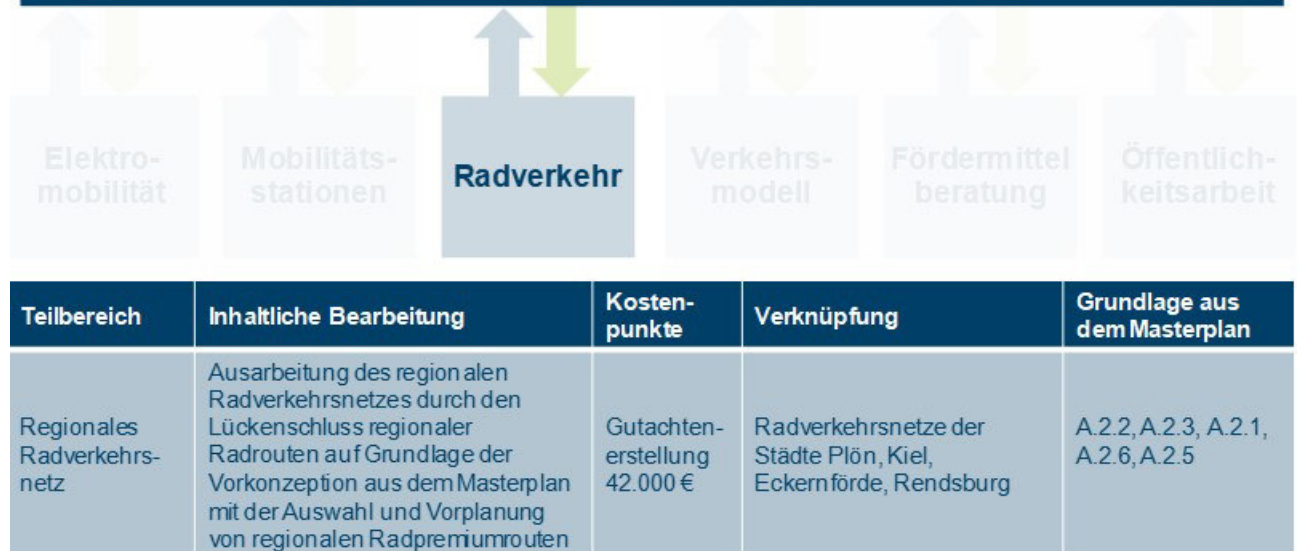 Elektro-
mobilität
Mobilitäts-
stationen
Radverkehr
Verkehrs-
modell
Fördermittel
beratung
Öffentlich-
keitsarbeit
Teilbereich
Inhaltliche Bearbeitung
Kosten-
punkte
Verknüpfung
Grundlage aus
dem Masterplan
Regionales
Radverkehrs-
netz
Ausarbeitung des regionalen
Radverkehrsnetzes durch den
Lückenschluss regionaler
Radrouten auf Grundlage der
Vorkonzeption aus dem Masterplan
mit der Auswahl und Vorplanung
von regionalen Radpremiumrouten
Gutachten-
erstellung
42.000 €
Radverkehrsnetze der
Städte Plön, Kiel,
Eckernförde, Rendsburg
A.2.2, A.2.3, A.2.1,
A.2.6, A.2.5